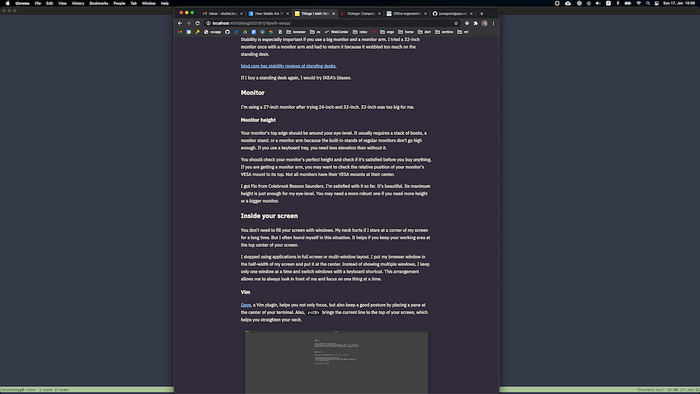 Chrome File Edit View History Bookmarks People Tab Window Help
Sun 17. Jan 19:09
Things I wish
Office ergonomi
localhost:4000/blog/2021/01/16/wfh-setup/
csapp
browser
os
WebCenter
rdos
argo
home
dart
archive
ml
Stability is especially important if you use a big monitor and a monitor arm. I tried a 32-inch
monitor once with a monitor arm and had to return it because it wobbled too much on the
standing desk.
btod.com has stability reviews of standing desks.
If I buy a standing desk again, I would try IKEA's Idasen.
Monitor
I'm using a 27-inch monitor after trying 24-inch and 32-inch. 32-inch was too big for me.
Monitor height
Your monitor's top edge should be around your eye-level. It usually requires a stack of books, a
monitor stand, or a monitor arm because the built-in stands of regular monitors don't go high
enough. If you use a keyboard tray, you need less elevation than without it.
You should check your monitor's perfect height and check if it's satisfied before you buy anything.
If you are getting a monitor arm, you may want to check the relative position of your monitor's
VESA mount to its top. Not all monitors have their VESA mounts at their center.
I got Flo from Colebrook Bosson Saunders. I'm satisfied with it so far. It's beautiful. Its maximum
height is just enough for my eye-level. You may need a more robust one if you need more height
or a bigger monitor.
Inside your screen
You don't need to fill your screen with windows. My neck hurts if I stare at a corner of my screen
for a long time. But I often found myself in this situation. It helps if you keep your working area at
the top center of your screen.
I stopped using applications in full screen or multi-window layout. I put my browser window in
the half-width of my screen and put it at the center. Instead of showing multiple windows, I keep
only one window at a time and switch windows with a keyboard shortcut. This arrangement
allows me to always look in front of me and focus on one thing at a time.
Vim
Goyo, a Vim plugin, helps you not only focus, but also keep a good posture by placing a pane at
the center of your terminal. Also, z<CR> brings the current line to the top of your screen, which
helps you straighten your neck.